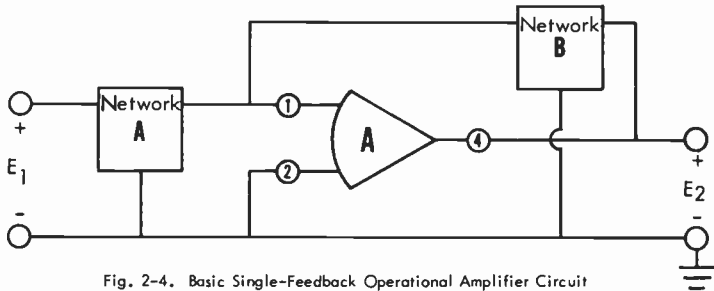 Network
B
Network
A
+
E1
-
1
2
A
4
+
E2
-
Fig. 2-4. Basic Single-Feedback Operational Amplifier Circuit